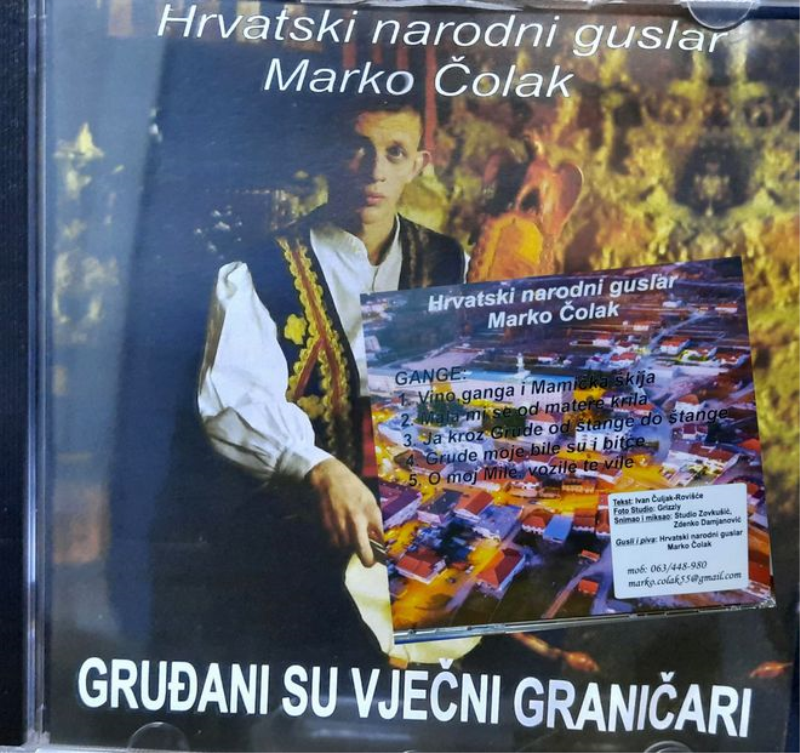 Hrvatski narodni guslar
Marko Čolak
Hrvatski narodni guslar
Marko Čolak
GANGE:
1. Vino,ganga i Mamićka škija
2. Mala mi se od matere krila
3. Ja kroz Grude od štange do štange
4. Grude moje bile su i bitće
5. O moj Mile, vozile te vile
Tekst: Ivan Čuljak-Rovišće
Foto Studio: Grizzly
Snimao i miksao: Studio Zovkušić,
Zdenko Damjanović
Gusli i piva: Hrvatski narodni guslar
Marko Čolak
mob: 063/448-980
marko.colak55@gmail.com
GRUĐANI SU VJEČNI GRANIČARI